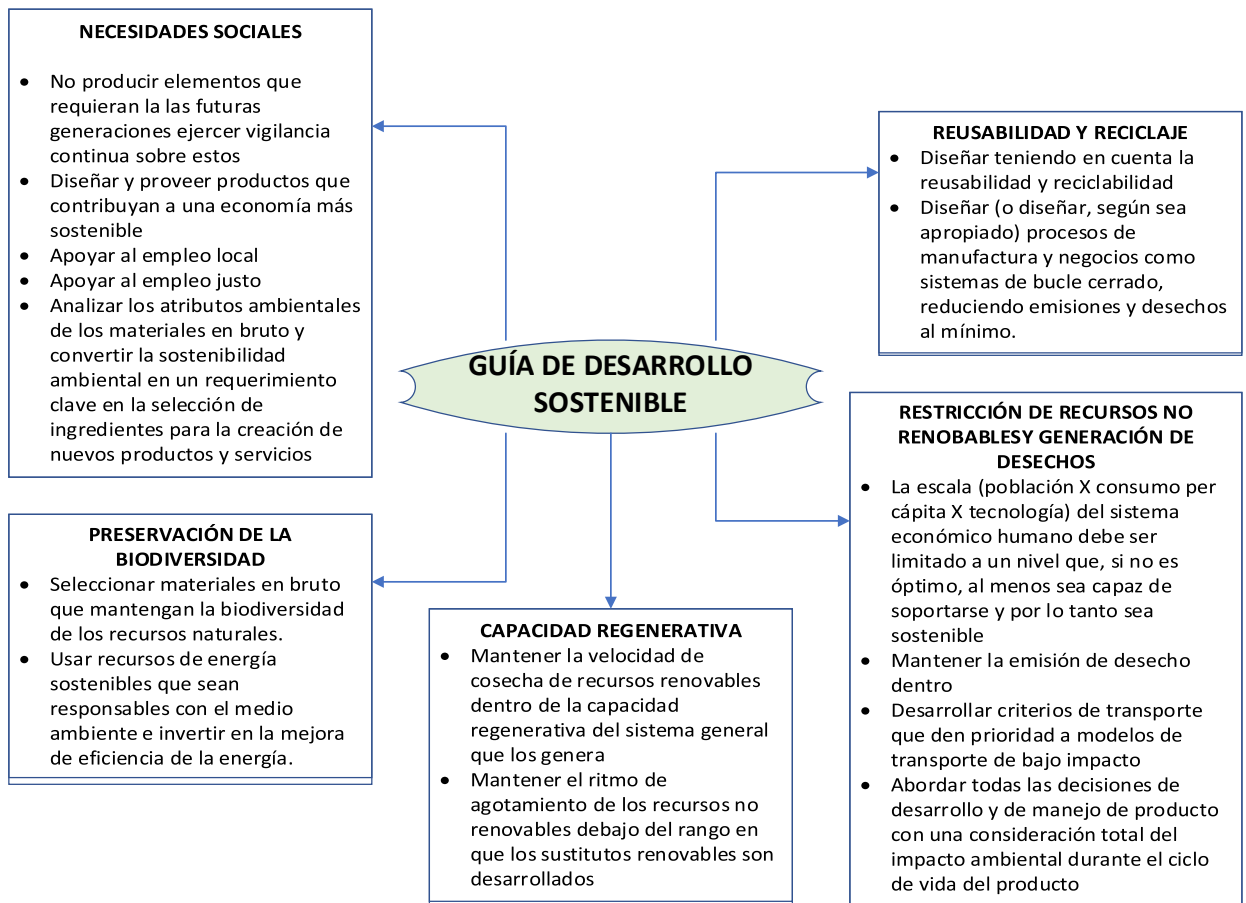 NECESIDADES SOCIALES
• No producir elementos que
requieran la las futuras
generaciones ejercer vigilancia
continua sobre estos
• Diseñar y proveer productos que
contribuyan a una economía más
sostenible
• Apoyar al empleo local
• Apoyar al empleo justo
• Analizar los atributos ambientales
de los materiales en bruto y
convertir la sostenibilidad
ambiental en un requerimiento
clave en la selección de
ingredientes para la creación de
nuevos productos y servicios
REUSABILIDAD Y RECICLAJE
• Diseñar teniendo en cuenta la
reusabilidad y reciclabilidad
• Diseñar (o diseñar, según sea
apropiado) procesos de
manufactura y negocios como
sistemas de bucle cerrado,
reduciendo emisiones y desechos
al mínimo.
GUÍA DE DESARROLLO
SOSTENIBLE
PRESERVACIÓN DE LA
BIODIVERSIDAD
• Seleccionar materiales en bruto
que mantengan la biodiversidad
de los recursos naturales.
• Usar recursos de energía
sostenibles que sean
responsables con el medio
ambiente e invertir en la mejora
de eficiencia de la energía.
CAPACIDAD REGENERATIVA
• Mantener la velocidad de
cosecha de recursos renovables
dentro de la capacidad
regenerativa del sistema general
que los genera
• Mantener el ritmo de
agotamiento de los recursos no
renovables debajo del rango en
que los sustitutos renovables son
desarrollados
RESTRICCIÓN DE RECURSOS NO
RENOBABLESY GENERACIÓN DE
DESECHOS
• La escala (población X consumo per
cápita X tecnología) del sistema
económico humano debe ser
limitado a un nivel que, si no es
óptimo, al menos sea capaz de
soportarse y por lo tanto sea
sostenible
• Mantener la emisión de desecho
dentro
• Desarrollar criterios de transporte
que den prioridad a modelos de
transporte de bajo impacto
• Abordar todas las decisiones de
desarrollo y de manejo de producto
con una consideración total del
impacto ambiental durante el ciclo
de vida del producto